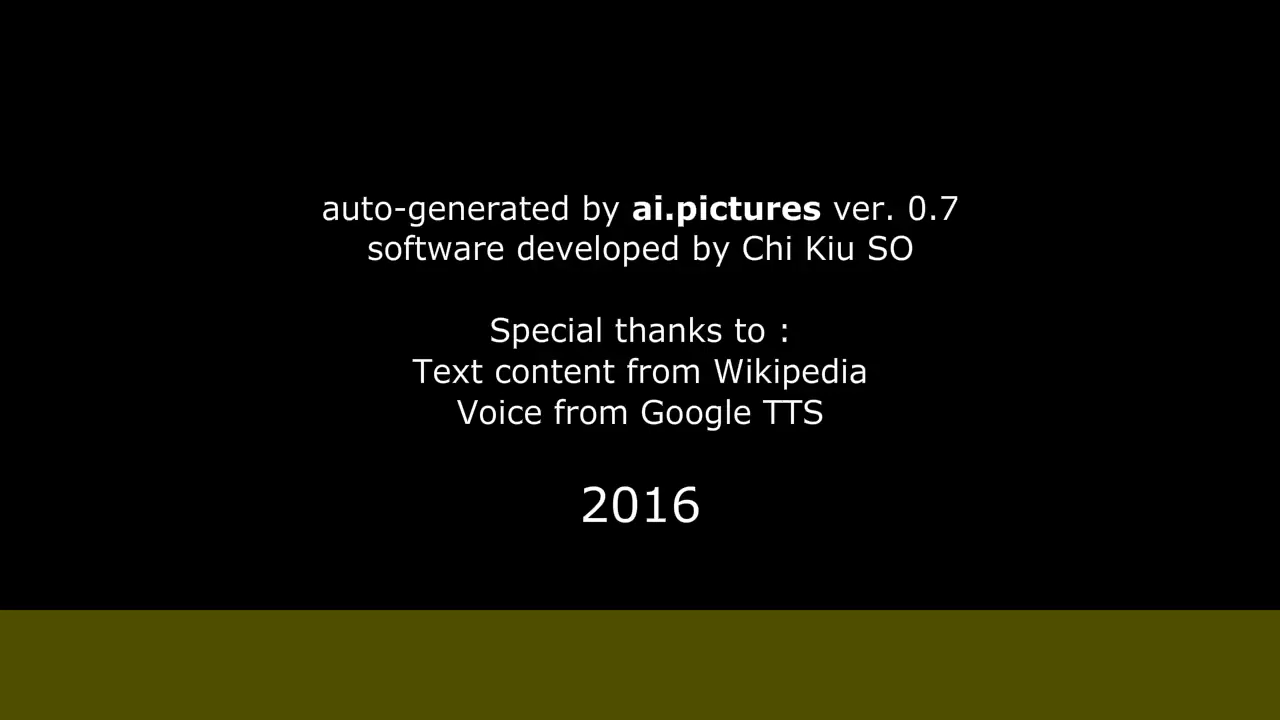 auto-generated by ai.pictures ver. 0.7
software developed by Chi Kiu SO
Special thanks to :
Text content from Wikipedia
Voice from Google TTS
2016